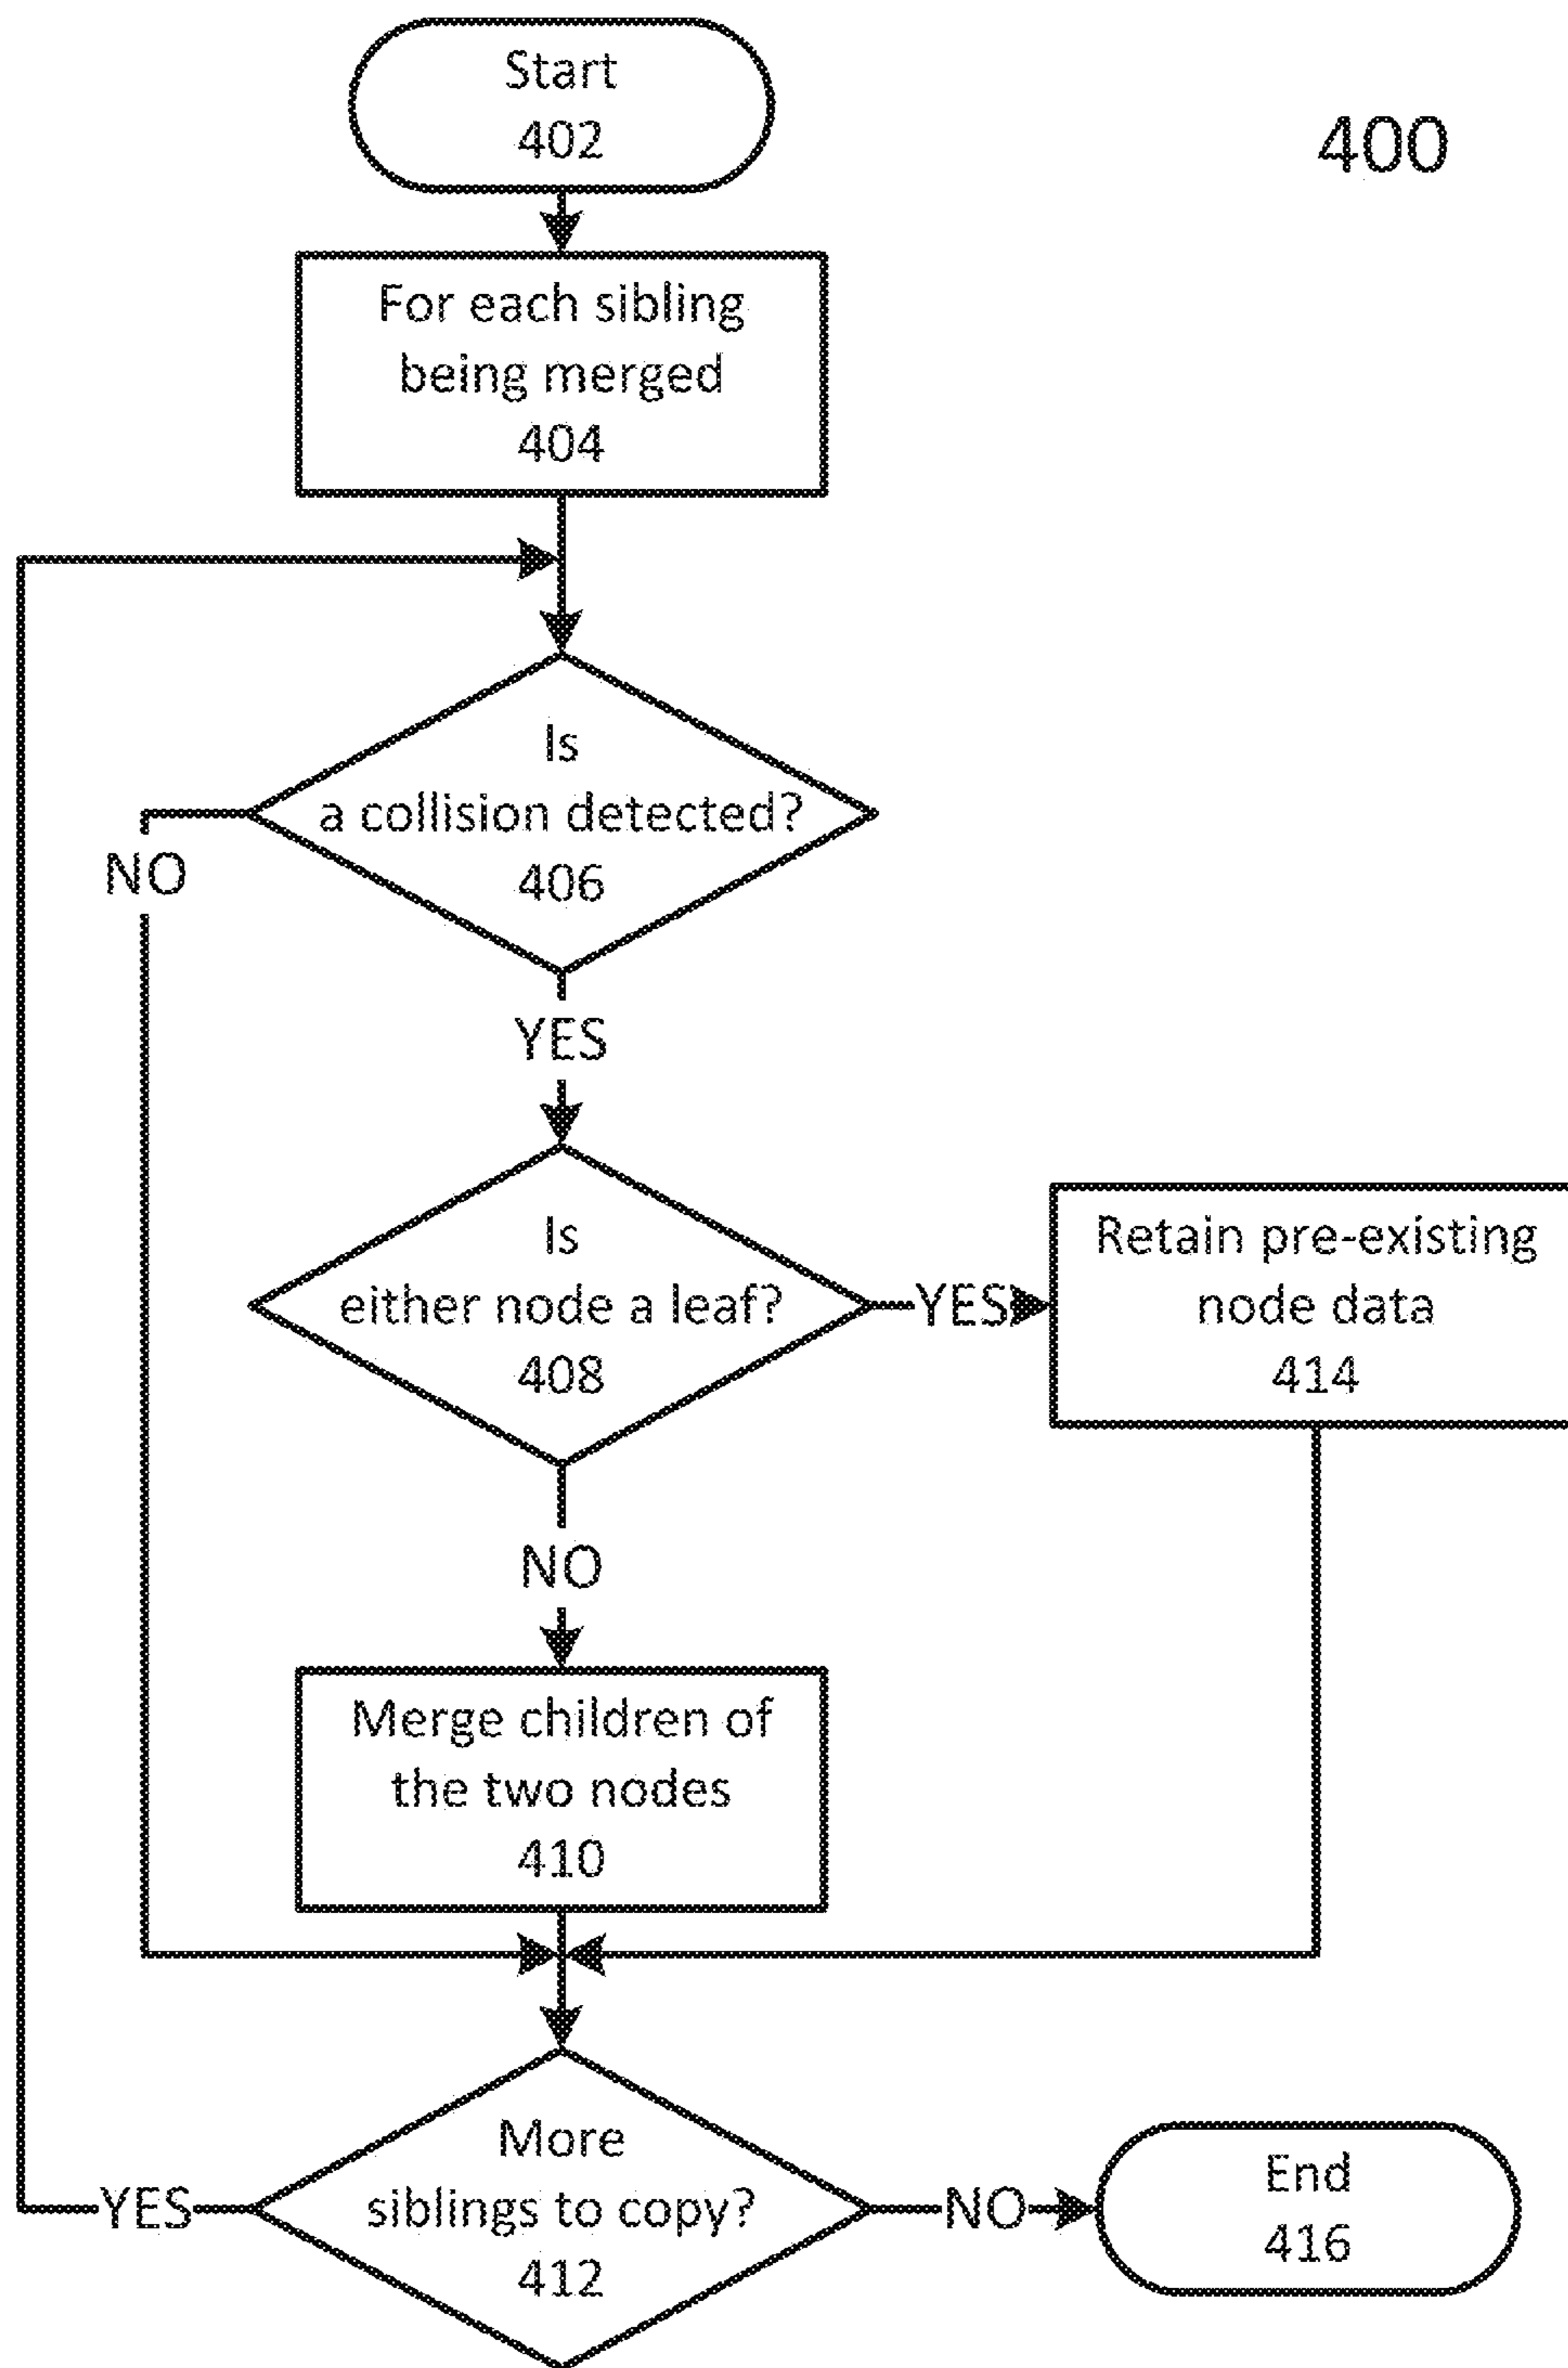 Start
402
400
For each sibling
being merged
404
Is
a collision detected?
406
NO
YES
Is
either node a leaf?
408
YES
Retain pre-existing
node data
414
NO
Merge children of
the two nodes
410
More
siblings to copy?
412
YES
NO
End
416